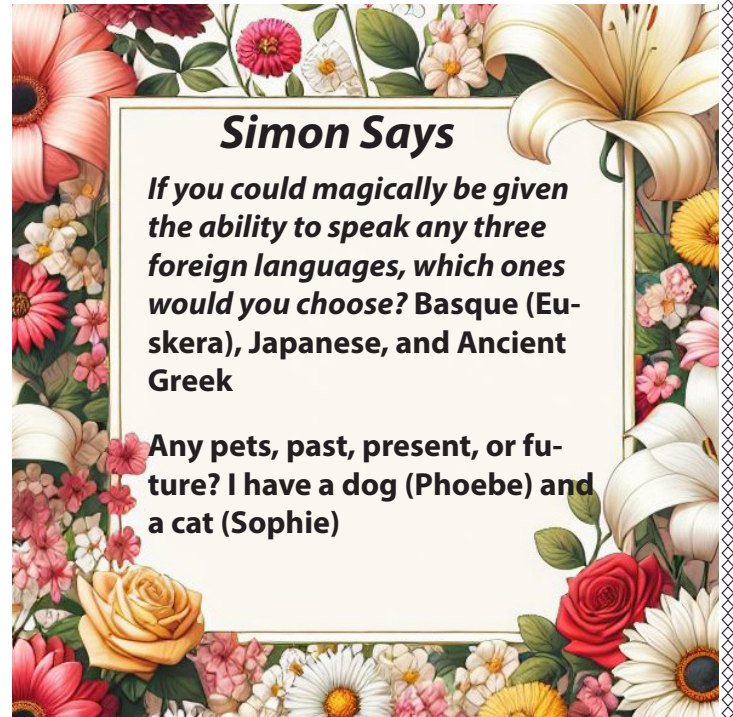 Simon Says
If you could magically be given
the ability to speak any three
foreign languages, which ones
would you choose? Basque (Eu-
skera), Japanese, and Ancient
Greek
Any pets, past, present, or fu-
ture? I have a dog (Phoebe) and
a cat (Sophie)